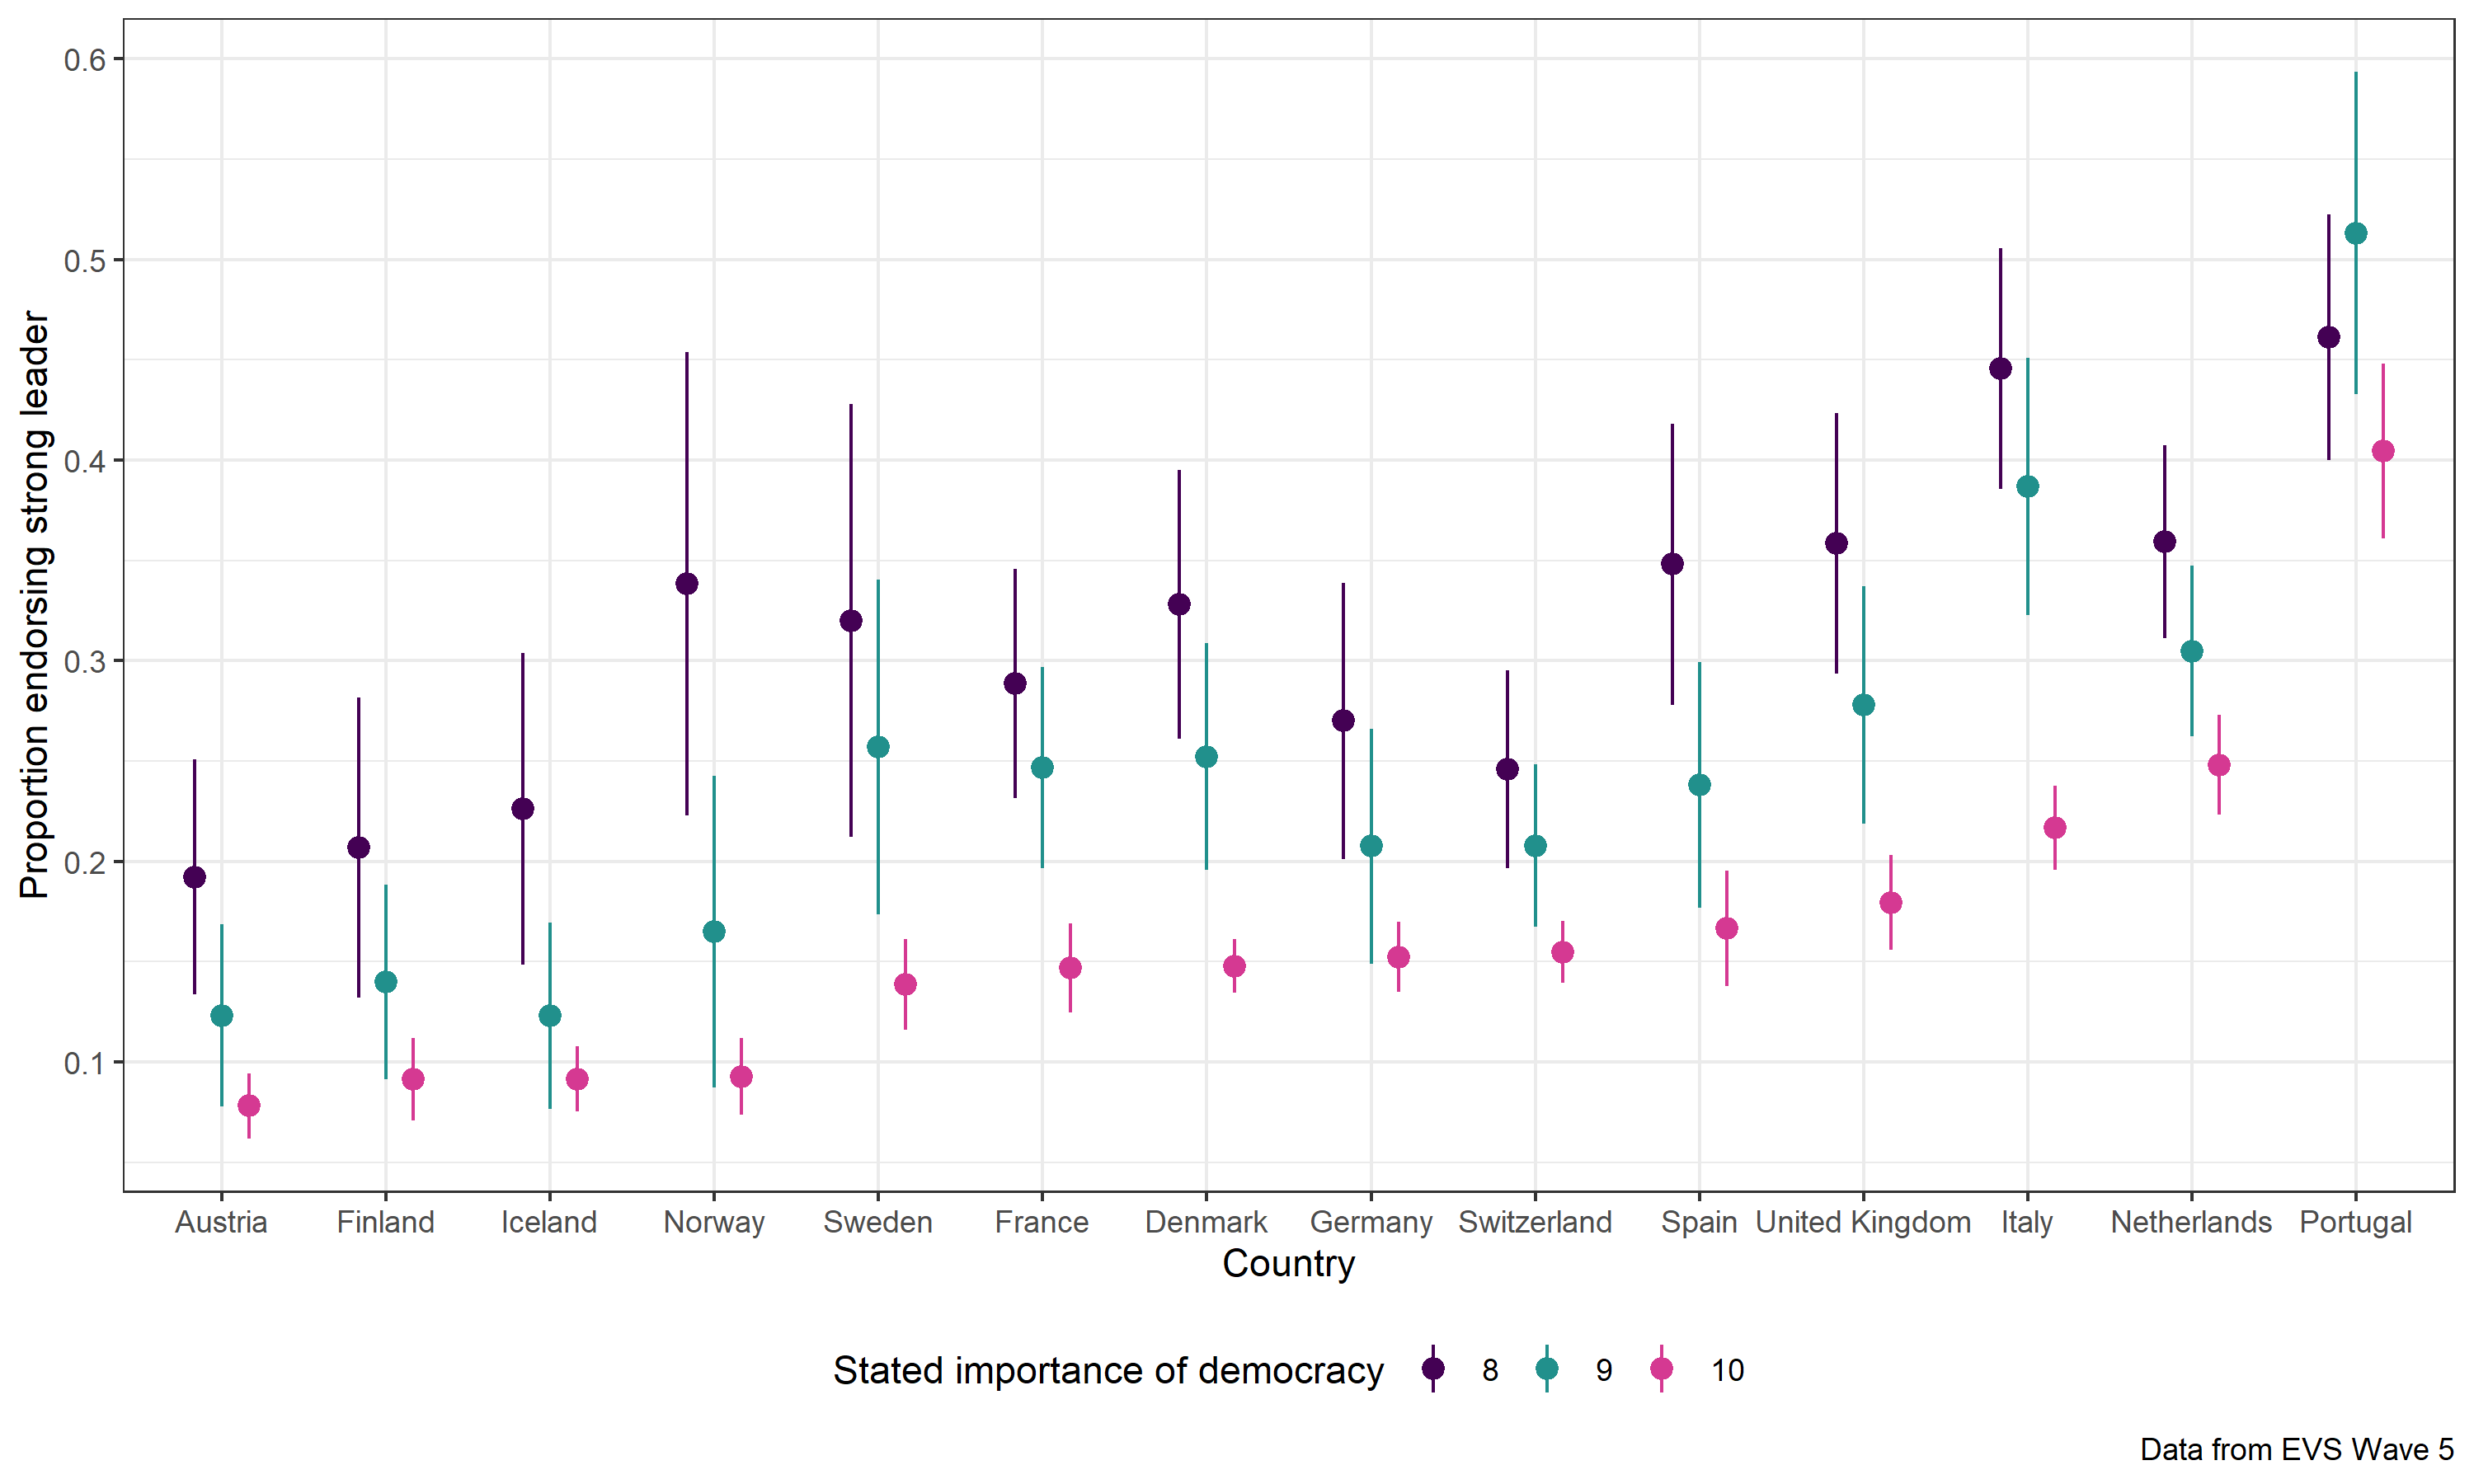 Proportion endorsing strong leader
0.6
0.5
0.4
0.3
0.2
0.1
Austria Finland Iceland Norway Sweden France Denmark Germany Switzerland Spain United Kingdom Italy Netherlands Portugal
Country
Stated importance of democracy 8 9 10
Data from EVS Wave 5